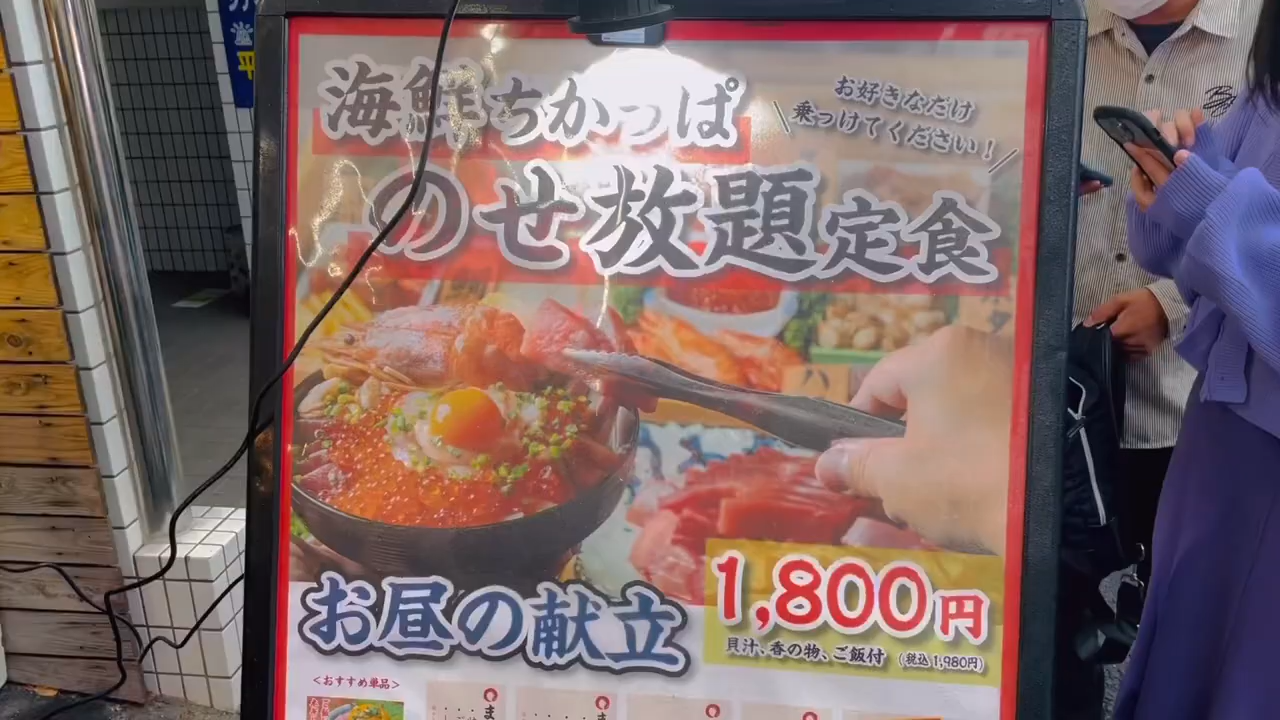 海鮮ちかっぱ
お好きなだけ
乗っけてください！
のせ放題定食
お昼の献立
1,800円
貝汁、香の物、ご飯付 (税込1,980円)
<おすすめ単品>